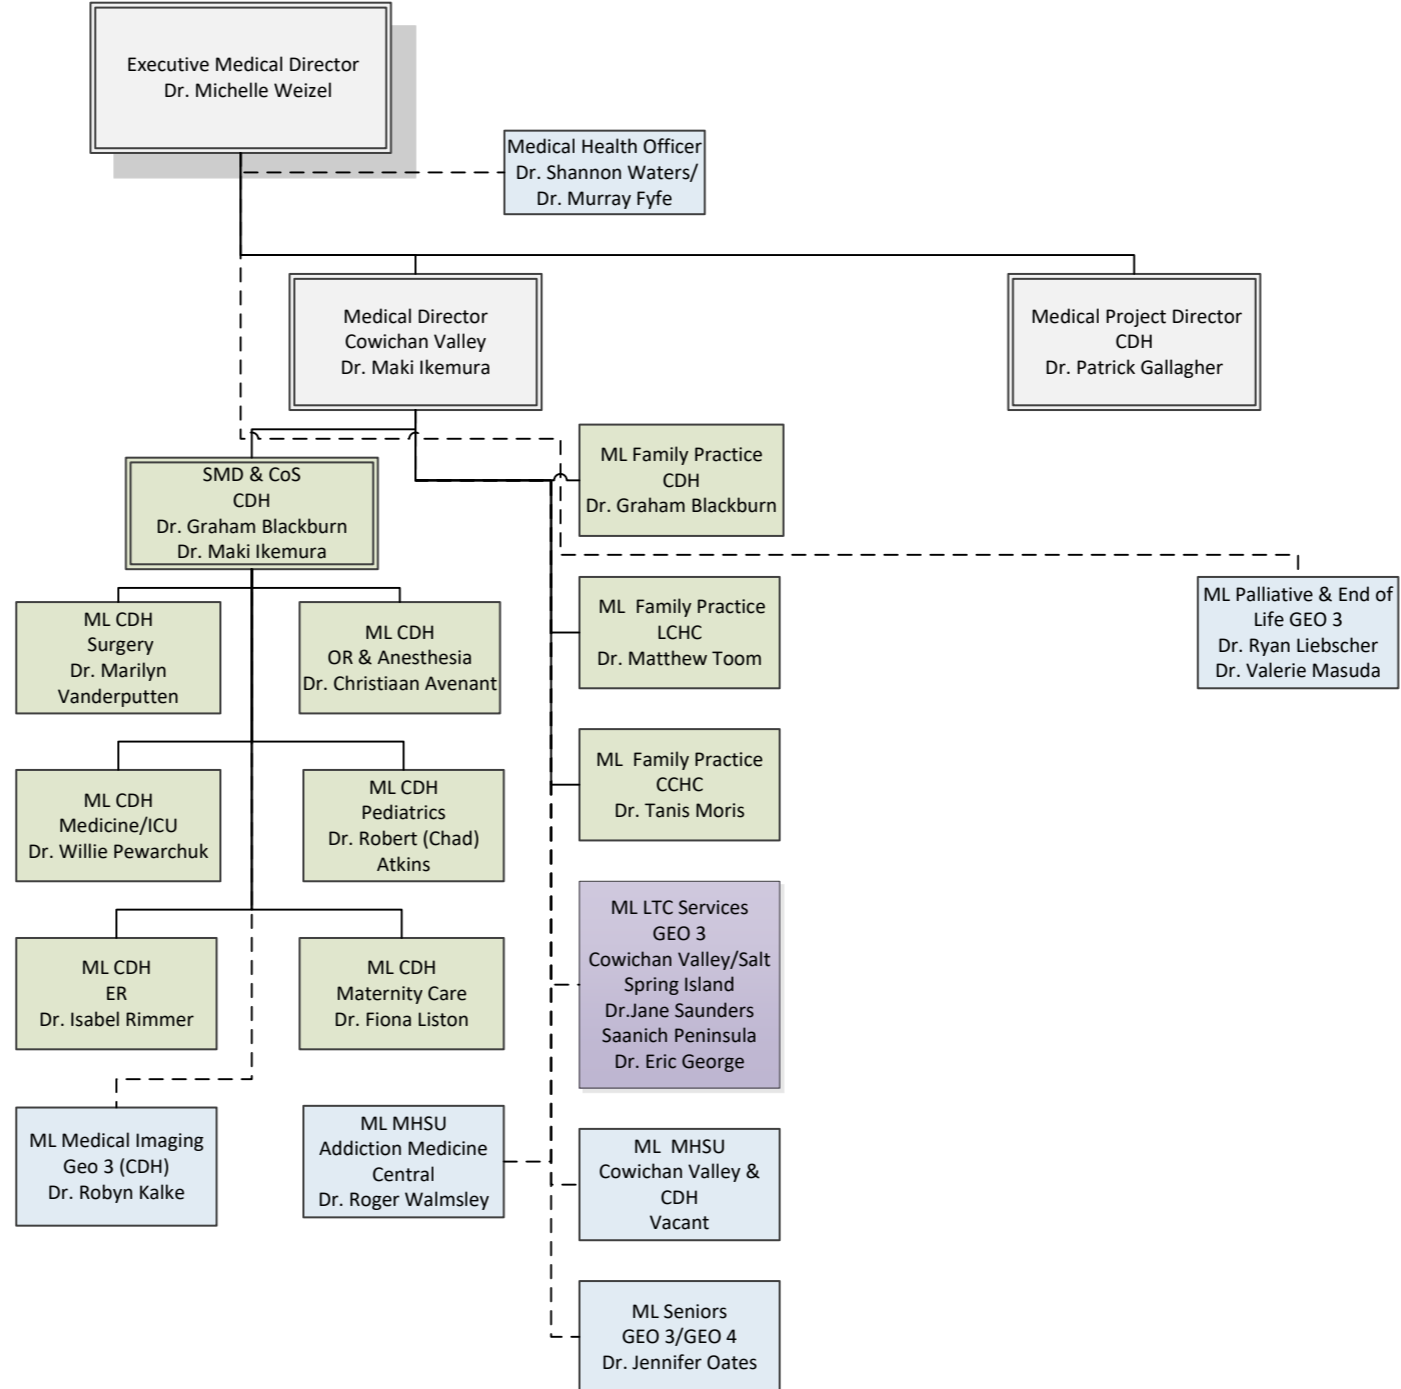 Executive Medical Director
Dr. Michelle Weizel
Medical Health Officer
Dr. Shannon Waters/
Dr. Murray Fyfe
Medical Director
Cowichan Valley
Dr. Maki Ikemura
Medical Project Director
CDH
Dr. Patrick Gallagher
SMD & CoS
CDH
Dr. Graham Blackburn
Dr. Maki Ikemura
ML Family Practice
CDH
Dr. Graham Blackburn
ML CDH
Surgery
Dr. Marilyn
Vanderputten
ML CDH
OR & Anesthesia
Dr. Christiaan Avenant
ML Family Practice
LCHC
Dr. Matthew Toom
ML Palliative & End of
Life GEO 3
Dr. Ryan Liebscher
Dr. Valerie Masuda
ML CDH
Medicine/ICU
Dr. Willie Pewarchuk
ML CDH
Pediatrics
Dr. Robert (Chad)
Atkins
ML Family Practice
CCHC
Dr. Tanis Moris
ML CDH
ER
Dr. Isabel Rimmer
ML CDH
Maternity Care
Dr. Fiona Liston
ML LTC Services
GEO 3
Cowichan Valley/Salt
Spring Island
Dr.Jane Saunders
Saanich Peninsula
Dr. Eric George
ML Medical Imaging
Geo 3 (CDH)
Dr. Robyn Kalke
ML MHSU
Addiction Medicine
Central
Dr. Roger Walmsley
ML MHSU
Cowichan Valley &
CDH
Vacant
ML Seniors
GEO 3/GEO 4
Dr. Jennifer Oates